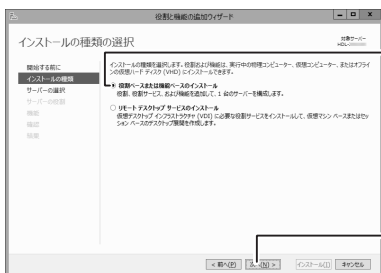 役割と機能の追加ウィザード
インストールの種類の選択
対象サーバー
開始する前に
インストールの種類
サーバーの選択
サーバーの役割
機能
確認
結果
インストールの種類を選択します。役割および機能は、実行中の物理コンピューター、仮想コンピューター、またはオフラインの仮想ハード ディスク (VHD) にインストールできます。
役割ベースまたは機能ベースのインストール
役割、役割サービス、および機能を追加して、1 台のサーバーを構成します。
リモート デスクトップ サービスのインストール
仮想デスクトップ インフラストラクチャ (VDI) に必要な役割サービスをインストールして、仮想マシン ベースまたはセッション ベースのデスクトップ展開を作成します。
< 前へ(P)
(N) >
インストール(I)
キャンセル